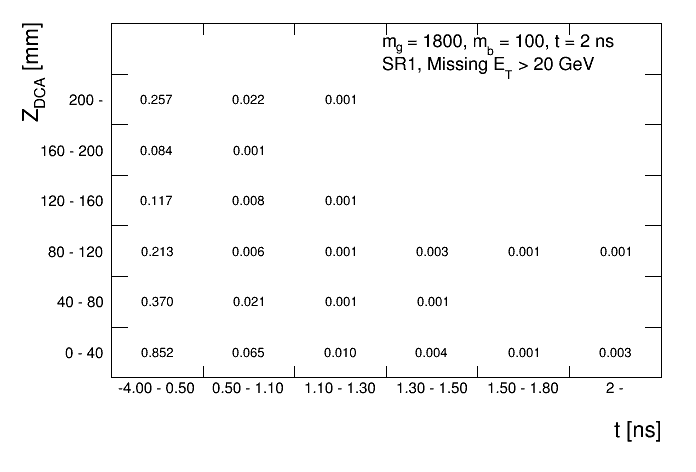 m_g = 1800, m_b = 100, t = 2 ns
SR1, Missing E_T > 20 GeV
Z_DCA [mm]
200 - 0.257 0.022 0.001
160 - 200 0.084 0.001
120 - 160 0.117 0.008 0.001
80 - 120 0.213 0.006 0.001 0.003 0.001 0.001
40 - 80 0.370 0.021 0.001 0.001
0 - 40 0.852 0.065 0.010 0.004 0.001 0.003
-4.00 - 0.50 0.50 - 1.10 1.10 - 1.30 1.30 - 1.50 1.50 - 1.80 2 -
t [ns]